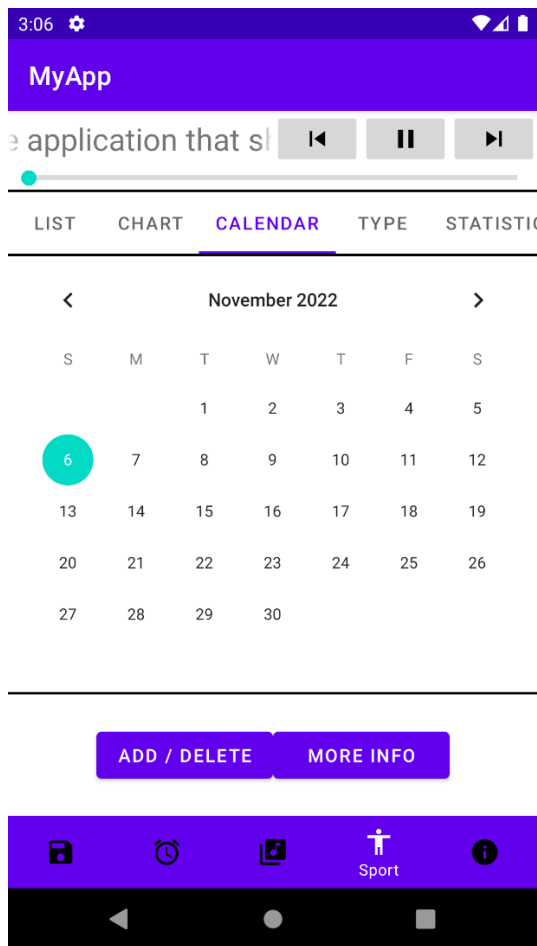 3:06
MyApp
e application that sh
LIST CHART CALENDAR TYPE STATISTIC
November 2022
S M T W T F S
1 2 3 4 5
6 7 8 9 10 11 12
13 14 15 16 17 18 19
20 21 22 23 24 25 26
27 28 29 30
ADD / DELETE MORE INFO
Sport